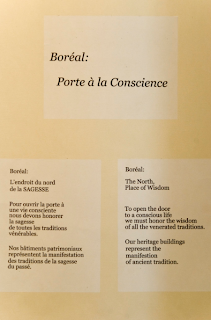 Boréal:
Porte à la Conscience
Boréal:
L'endroit du nord
de la SAGESSE
Pour ouvrir la porte à
une vie consciente
nous devons honorer
la sagesse
de toutes les traditions
vénérables.
Nos bâtiments patrimoniaux
représentent la manifestation
des traditions de la sagesse
du passé.
Boréal:
The North,
Place of Wisdom
To open the door
to a conscious life
we must honor the wisdom
of all the venerated traditions.
Our heritage buildings
represent the
manifestation
of ancient tradition.